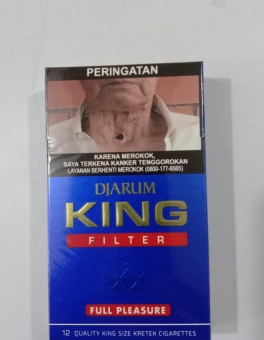 PERINGATAN
KARENA MEROKOK,
SAYA TERKENA KANKER TENGGOROKAN
LAYANAN BERHENTI MEROKOK (0800-177-6565)
DJARUM
KING
FILTER
FULL PLEASURE
12 QUALITY KING SIZE KRETEK CIGARETTES